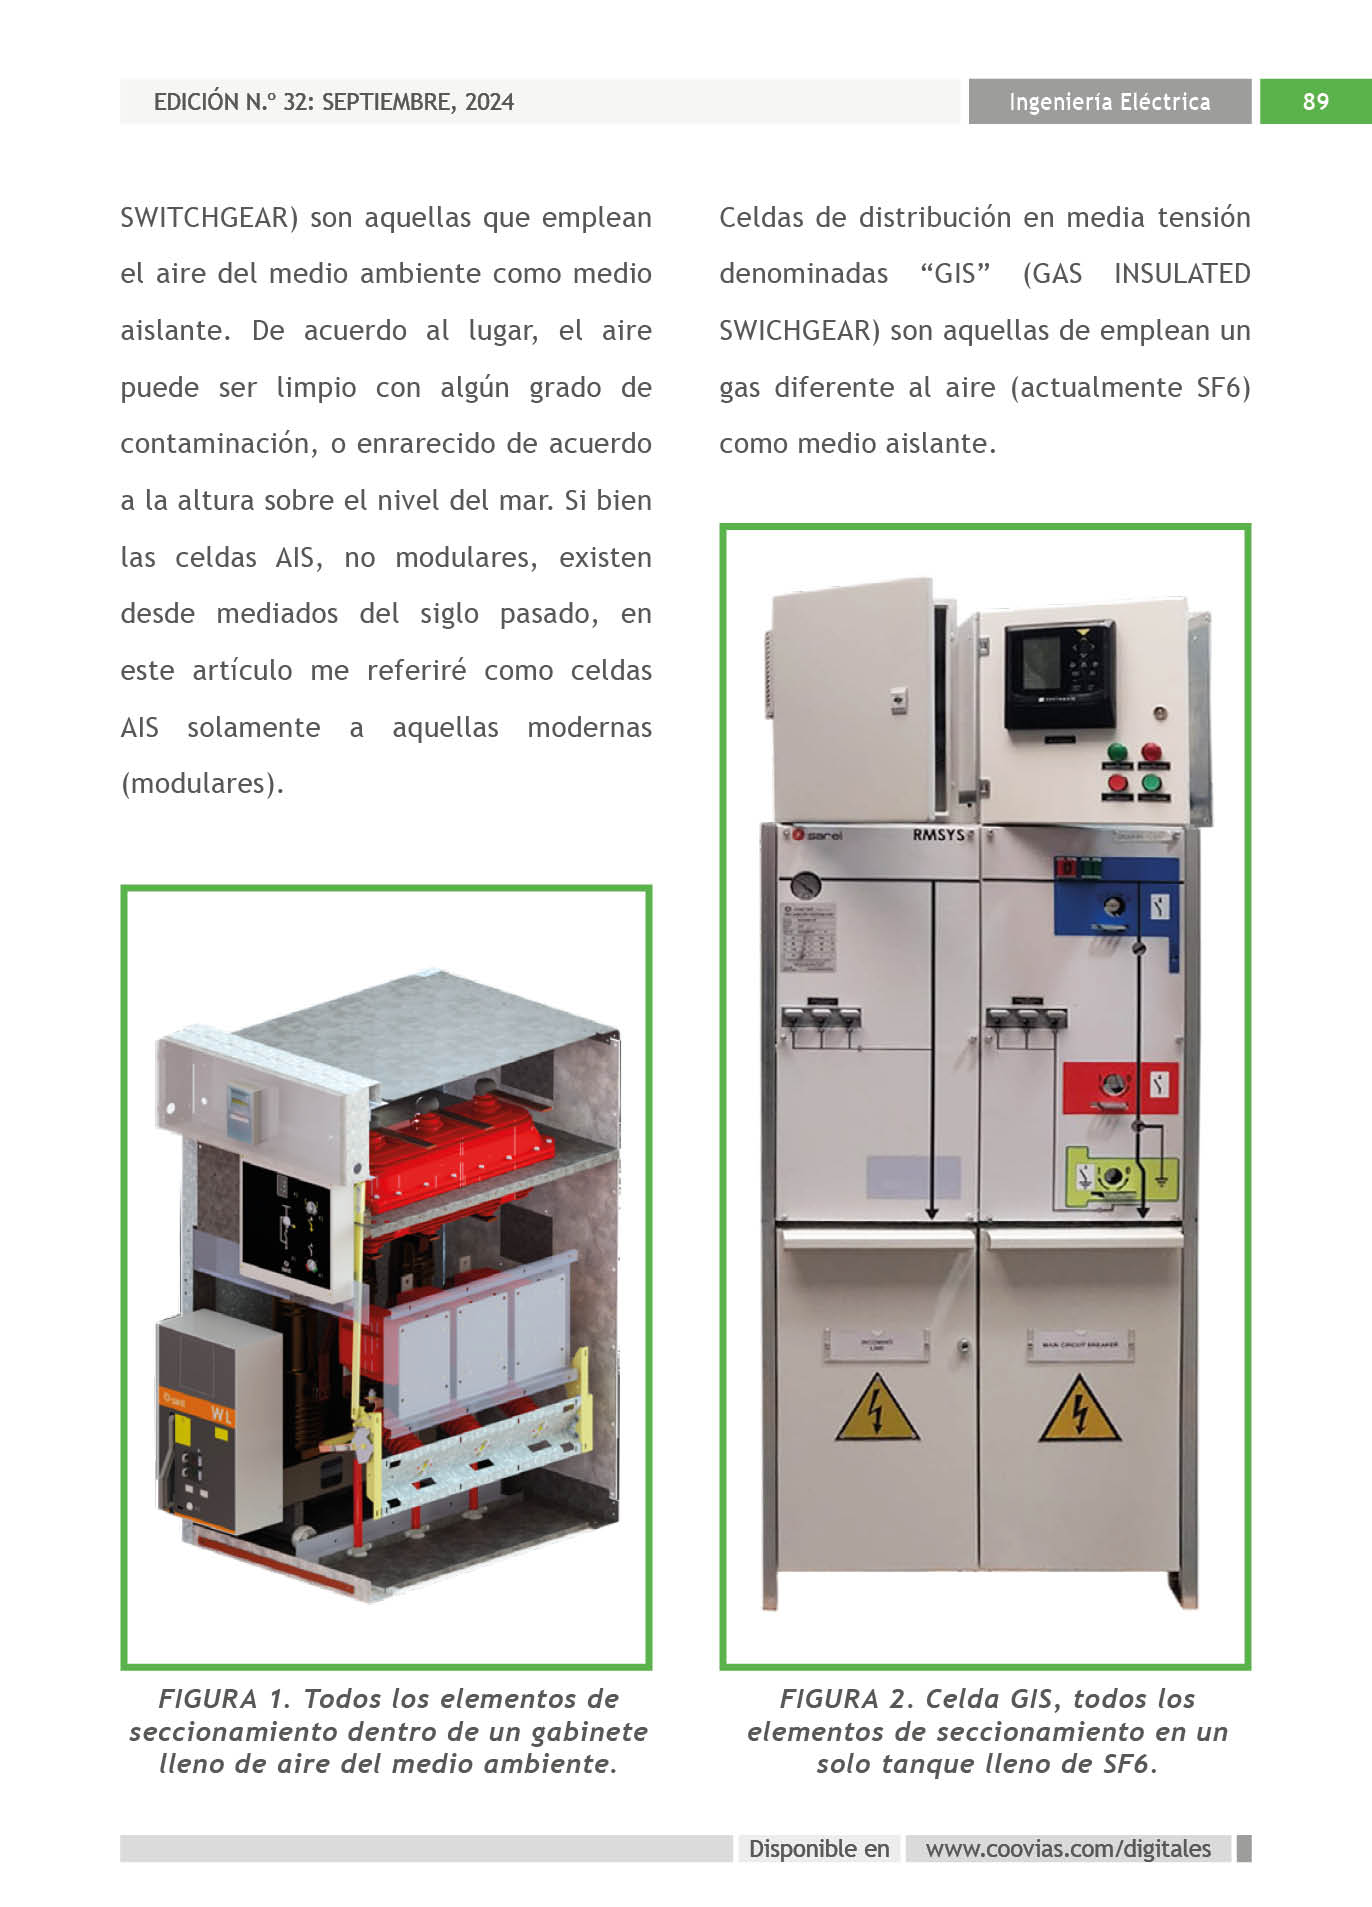 EDICIÓN N.º 32: SEPTIEMBRE, 2024
Ingeniería Eléctrica
89
SWITCHGEAR) son aquellas que emplean
el aire del medio ambiente como medio
aislante. De acuerdo al lugar, el aire
puede ser limpio con algún grado de
contaminación, o enrarecido de acuerdo
a la altura sobre el nivel del mar. Si bien
las celdas AIS, no modulares, existen
desde mediados del siglo pasado, en
este artículo me referiré como celdas
AIS solamente a aquellas modernas
(modulares).
sarel
WL
FIGURA 1. Todos los elementos de
seccionamiento dentro de un gabinete
lleno de aire del medio ambiente.
Celdas de distribución en media tensión
denominadas “GIS” (GAS INSULATED
SWICHGEAR) son aquellas de emplean un
gas diferente al aire (actualmente SF6)
como medio aislante.
sarel
RMSYS
INCOMING
LINE
MAIN CIRCUIT BREAKER
FIGURA 2. Celda GIS, todos los
elementos de seccionamiento en un
solo tanque lleno de SF6.
Disponible en
www.coovias.com/digitales